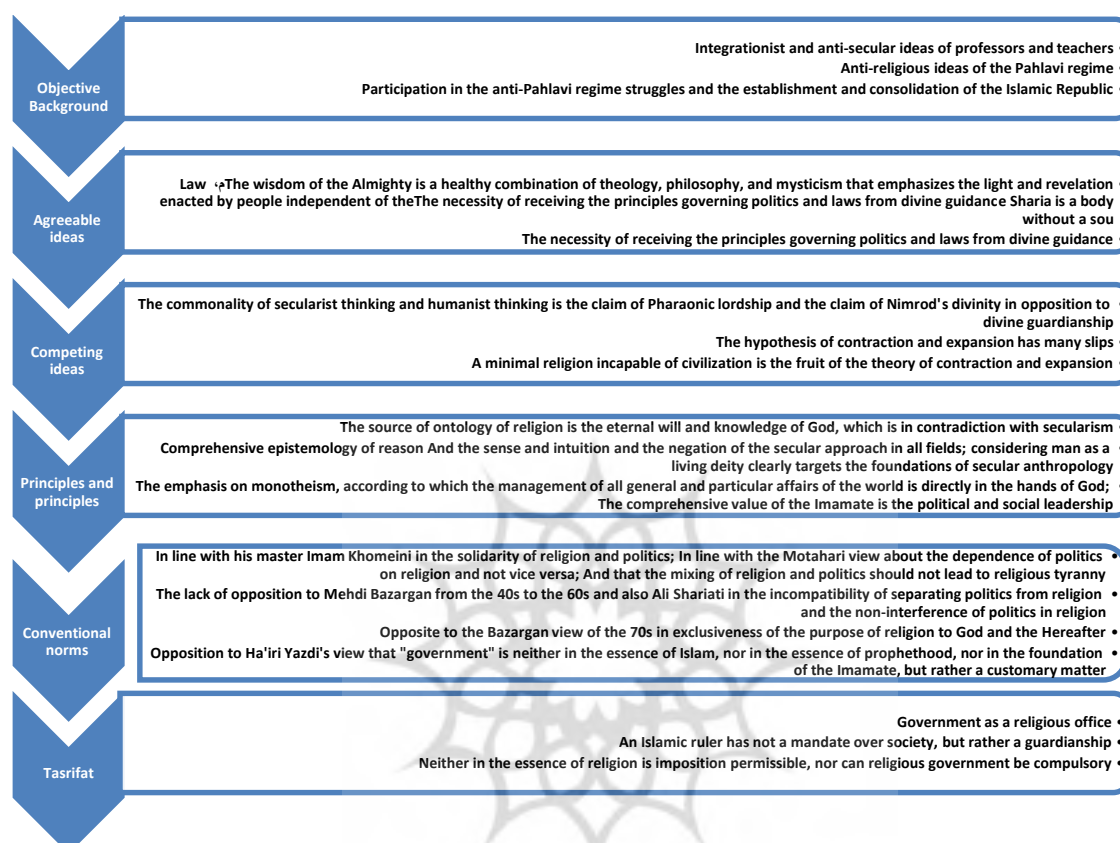 Objective
Background
Integrationist and anti-secular ideas of professors and teachers •
Anti-religious ideas of the Pahlavi regime •
Participation in the anti-Pahlavi regime struggles and the establishment and consolidation of the Islamic Republic •
Agreeable
ideas
Law م،The wisdom of the Almighty is a healthy combination of theology, philosophy, and mysticism that emphasizes the light and revelation •
enacted by people independent of theThe necessity of receiving the principles governing politics and laws from divine guidance Sharia is a body
without a sou
The necessity of receiving the principles governing politics and laws from divine guidance •
Competing
ideas
The commonality of secularist thinking and humanist thinking is the claim of Pharaonic lordship and the claim of Nimrod's divinity in opposition to •
divine guardianship
The hypothesis of contraction and expansion has many slips •
A minimal religion incapable of civilization is the fruit of the theory of contraction and expansion •
Principles and
principles
The source of ontology of religion is the eternal will and knowledge of God, which is in contradiction with secularism •
Comprehensive epistemology of reason And the sense and intuition and the negation of the secular approach in all fields; considering man as a •
living deity clearly targets the foundations of secular anthropology
The emphasis on monotheism, according to which the management of all general and particular affairs of the world is directly in the hands of God; •
The comprehensive value of the Imamate is the political and social leadership
Conventional
norms
In line with his master Imam Khomeini in the solidarity of religion and politics; In line with the Motahari view about the dependence of politics •
on religion and not vice versa; And that the mixing of religion and politics should not lead to religious tyranny
The lack of opposition to Mehdi Bazargan from the 40s to the 60s and also Ali Shariati in the incompatibility of separating politics from religion •
and the non-interference of politics in religion
Opposite to the Bazargan view of the 70s in exclusiveness of the purpose of religion to God and the Hereafter •
Opposition to Ha'iri Yazdi's view that "government" is neither in the essence of Islam, nor in the essence of prophethood, nor in the foundation •
of the Imamate, but rather a customary matter
Tasrifat
Government as a religious office •
An Islamic ruler has not a mandate over society, but rather a guardianship •
Neither in the essence of religion is imposition permissible, nor can religious government be compulsory •